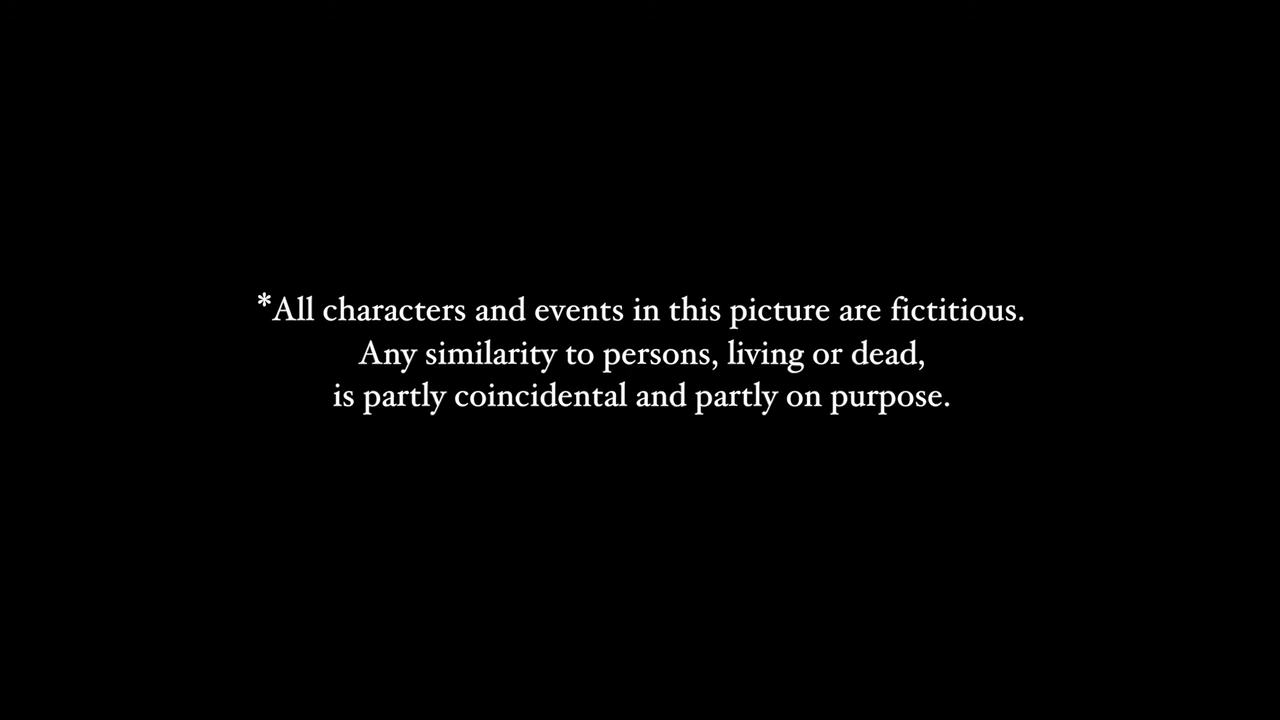 *All characters and events in this picture are fictitious.
Any similarity to persons, living or dead,
is partly coincidental and partly on purpose.